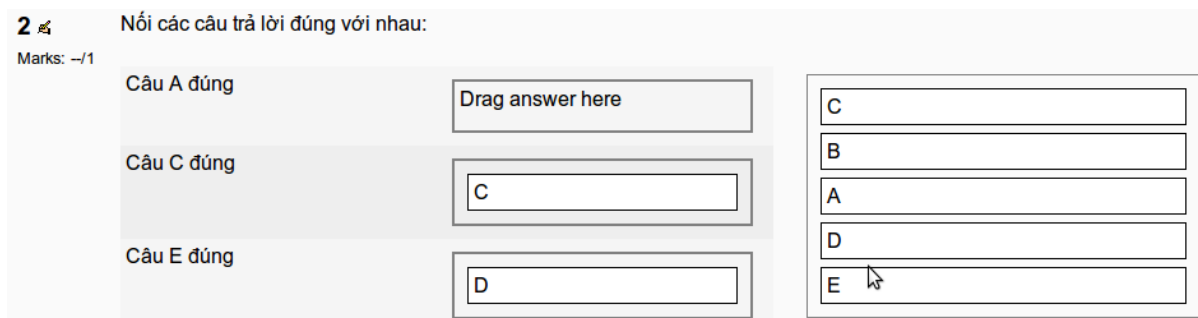 2 Nối các câu trả lời đúng với nhau:
Marks: --/1
Câu A đúng
Drag answer here
Câu C đúng
C
Câu E đúng
D
C
B
A
D
E